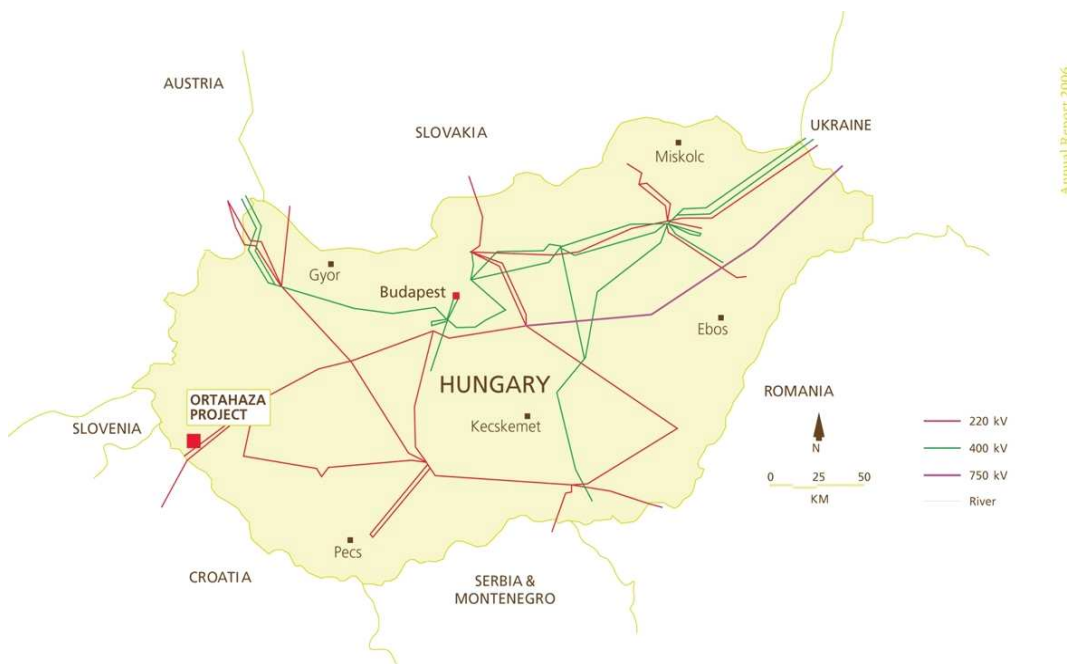 AUSTRIA
SLOVAKIA
UKRAINE
Miskolc
Gyor
Budapest
Ebos
HUNGARY
ORTAHAZA
PROJECT
SLOVENIA
Kecskemet
ROMANIA
N
0 25 50
KM
220 kV
400 kV
750 kV
River
Pecs
CROATIA
SERBIA &
MONTENEGRO
Annual Report 2006